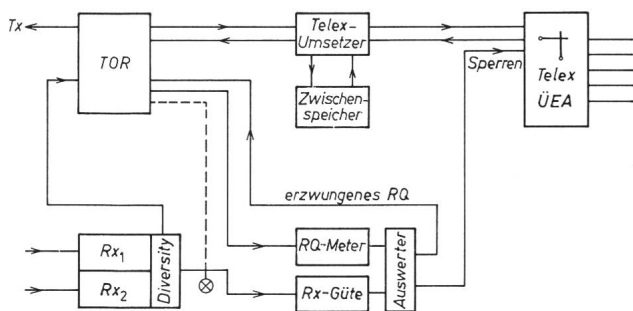 Tx
TOR
Telex-
Umsetzer
Zwischen-
speicher
Sperren
Telex
ÜEA
erzwungenes RQ
Rx1
Rx2
Diversity
RQ-Meter
Rx-Güte
Auswerter